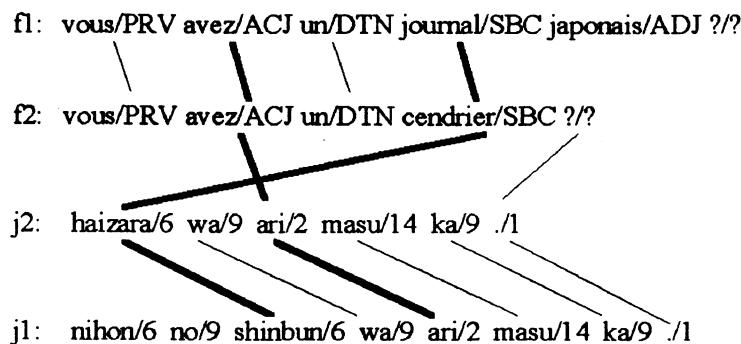 f1: vous/PRV avez/ACJ un/DTN journal/SBC japonais/ADJ ?/?
f2: vous/PRV avez/ACJ un/DTN cendrier/SBC ?/?
j2: haizara/6 wa/9 ari/2 masu/14 ka/9 ./1
j1: nihon/6 no/9 shinbun/6 wa/9 ari/2 masu/14 ka/9 ./1